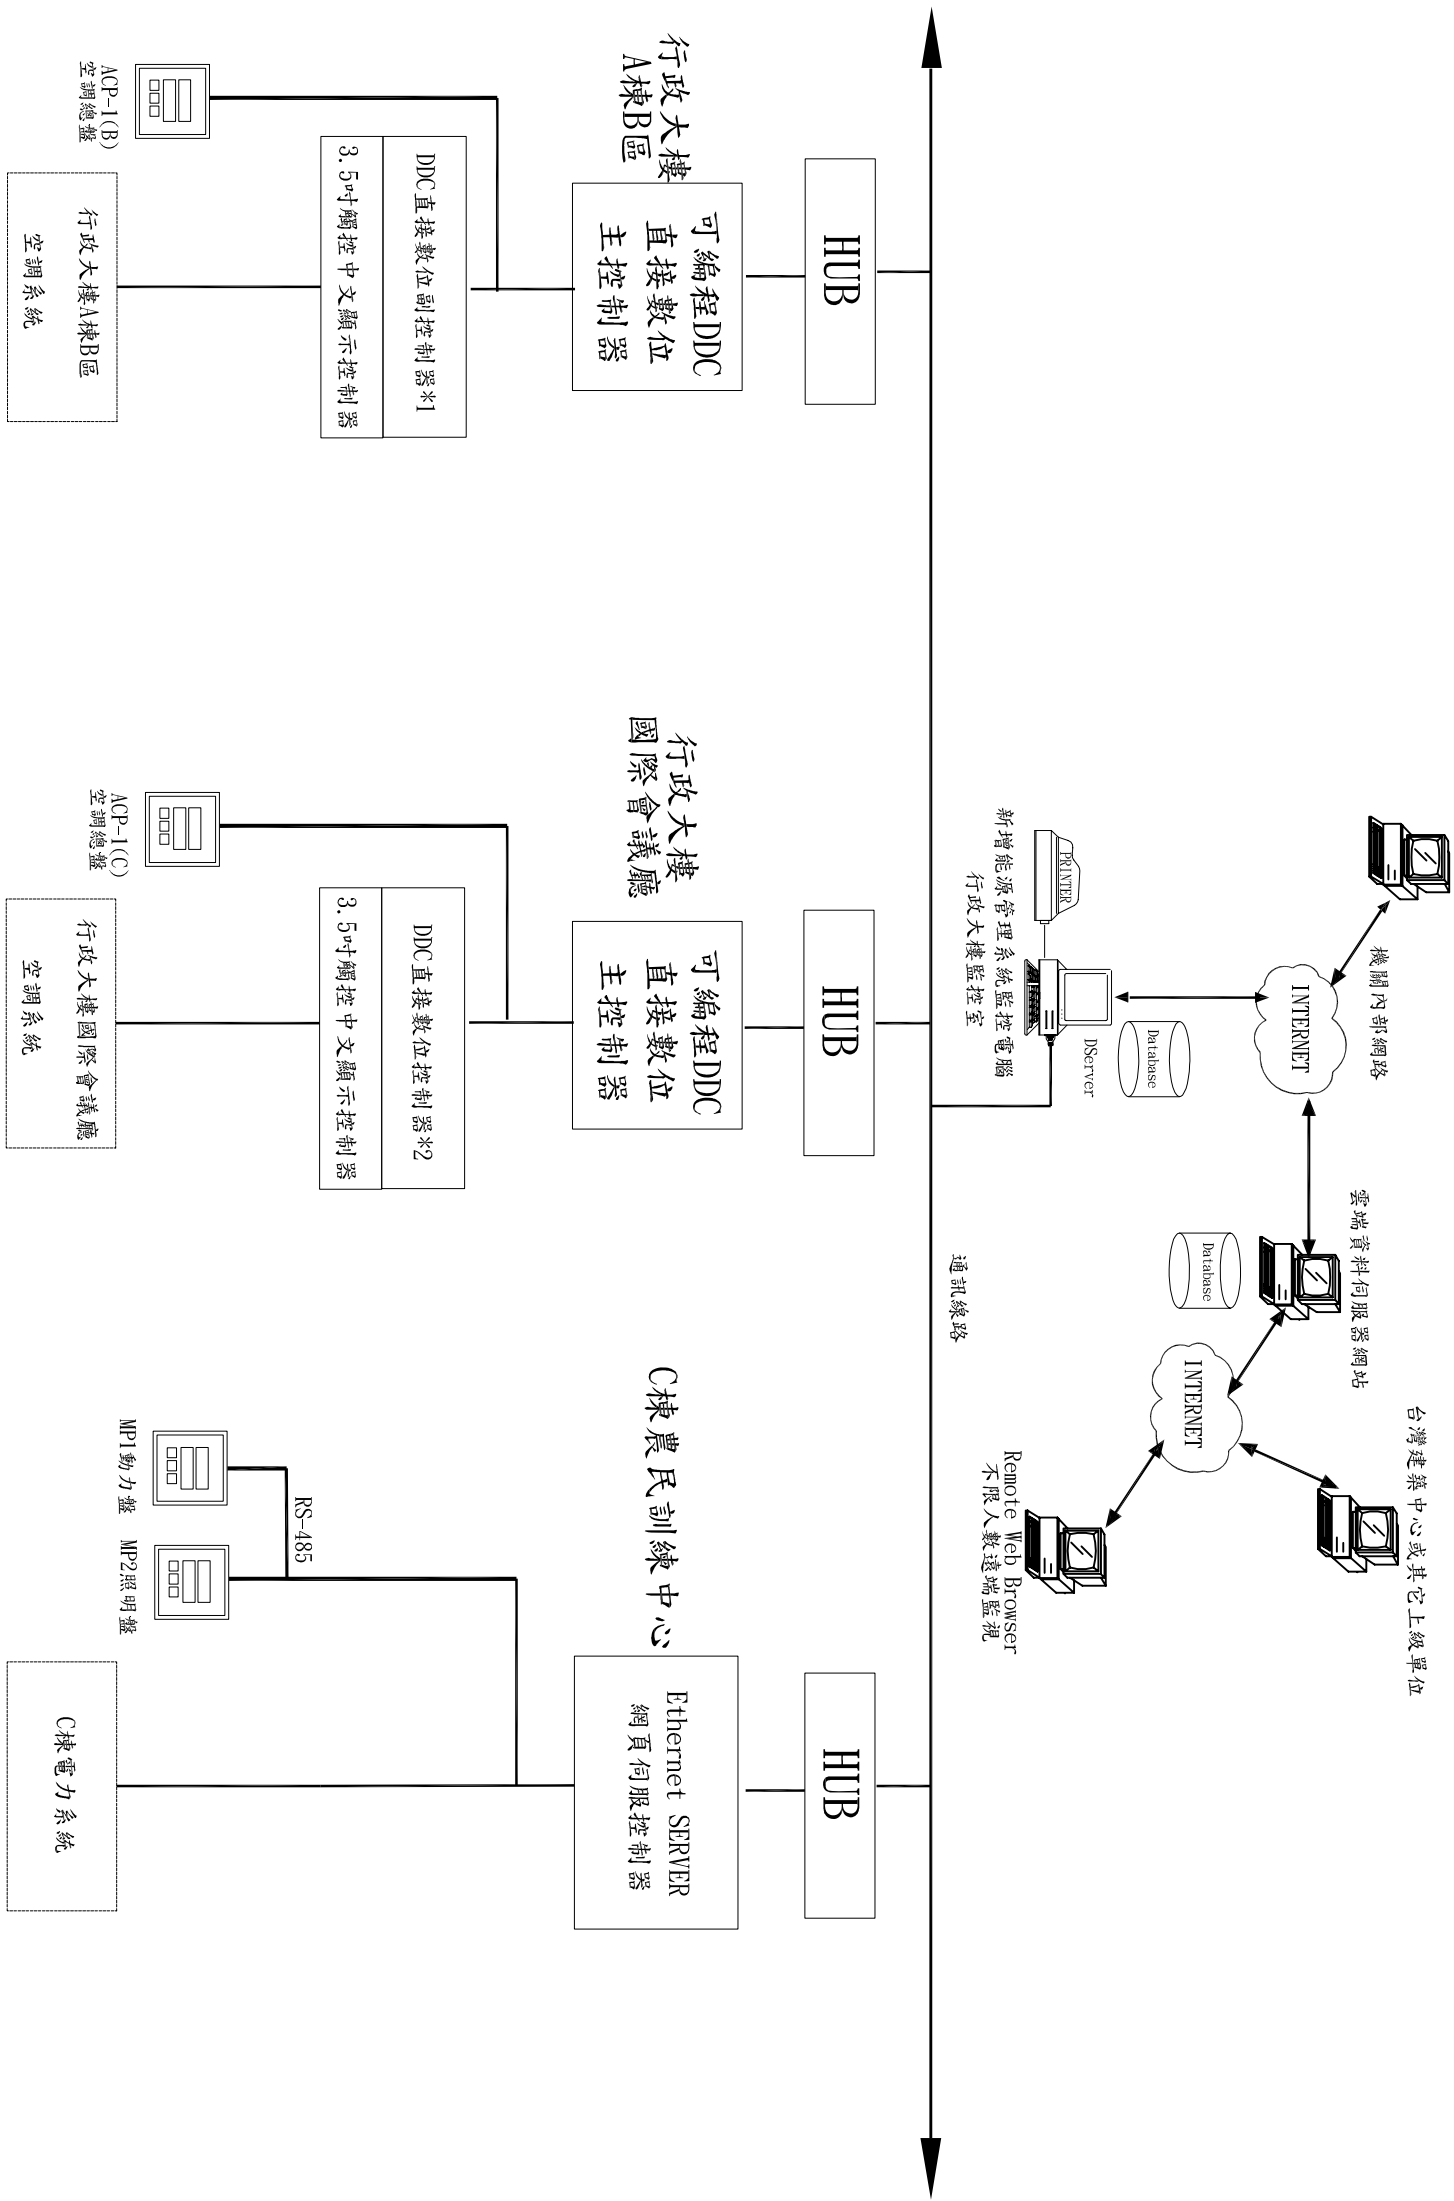 機關內部網路
INTERNET
雲端資料伺服器網站
Database
台灣建築中心或其它上級單位
INTERNET
Remote Web Browser
不限人數遠端監視
Database
DServer
PRINTER
新增能源管理系統監控電腦
行政大樓監控室
通訊線路
HUB
行政大樓
A棟B區
可編程DDC
直接數位
主控制器
DDC直接數位副控制器*1
3.5吋觸控中文顯示控制器
ACP-1(B)
空調總盤
行政大樓A棟B區
空調系統
HUB
行政大樓
國際會議廳
可編程DDC
直接數位
主控制器
DDC直接數位控制器*2
3.5吋觸控中文顯示控制器
ACP-1(C)
空調總盤
行政大樓國際會議廳
空調系統
HUB
C棟農民訓練中心
Ethernet SERVER
網頁伺服控制器
RS-485
MP1動力盤
MP2照明盤
C棟電力系統